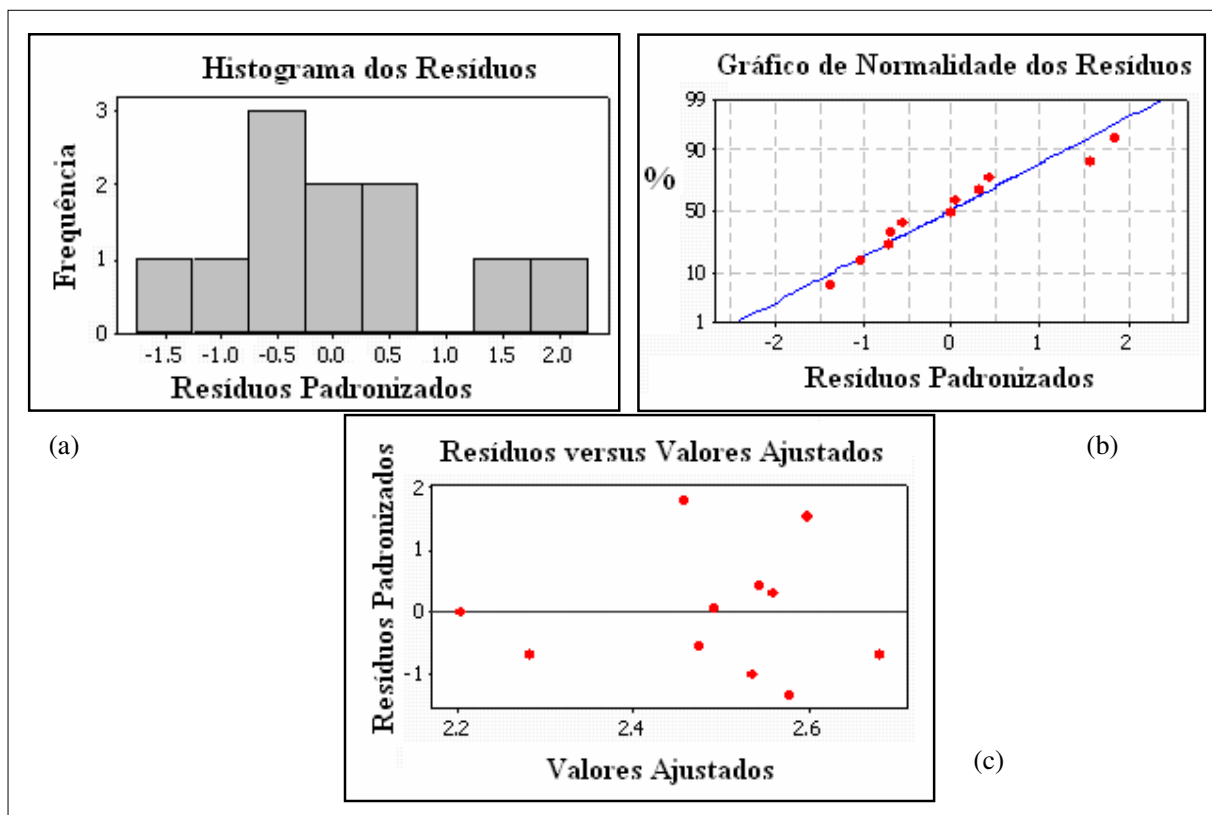 Histograma dos Resíduos
3
2
1
0
Frequência
-1.5 -1.0 -0.5 0.0 0.5 1.0 1.5 2.0
Resíduos Padronizados
(a)
Gráfico de Normalidade dos Resíduos
99
90
%
50
10
1
-2 -1 0 1 2
Resíduos Padronizados
(b)
Resíduos versus Valores Ajustados
2
1
0
-1
Resíduos Padronizados
2.2 2.4 2.6
Valores Ajustados
(c)